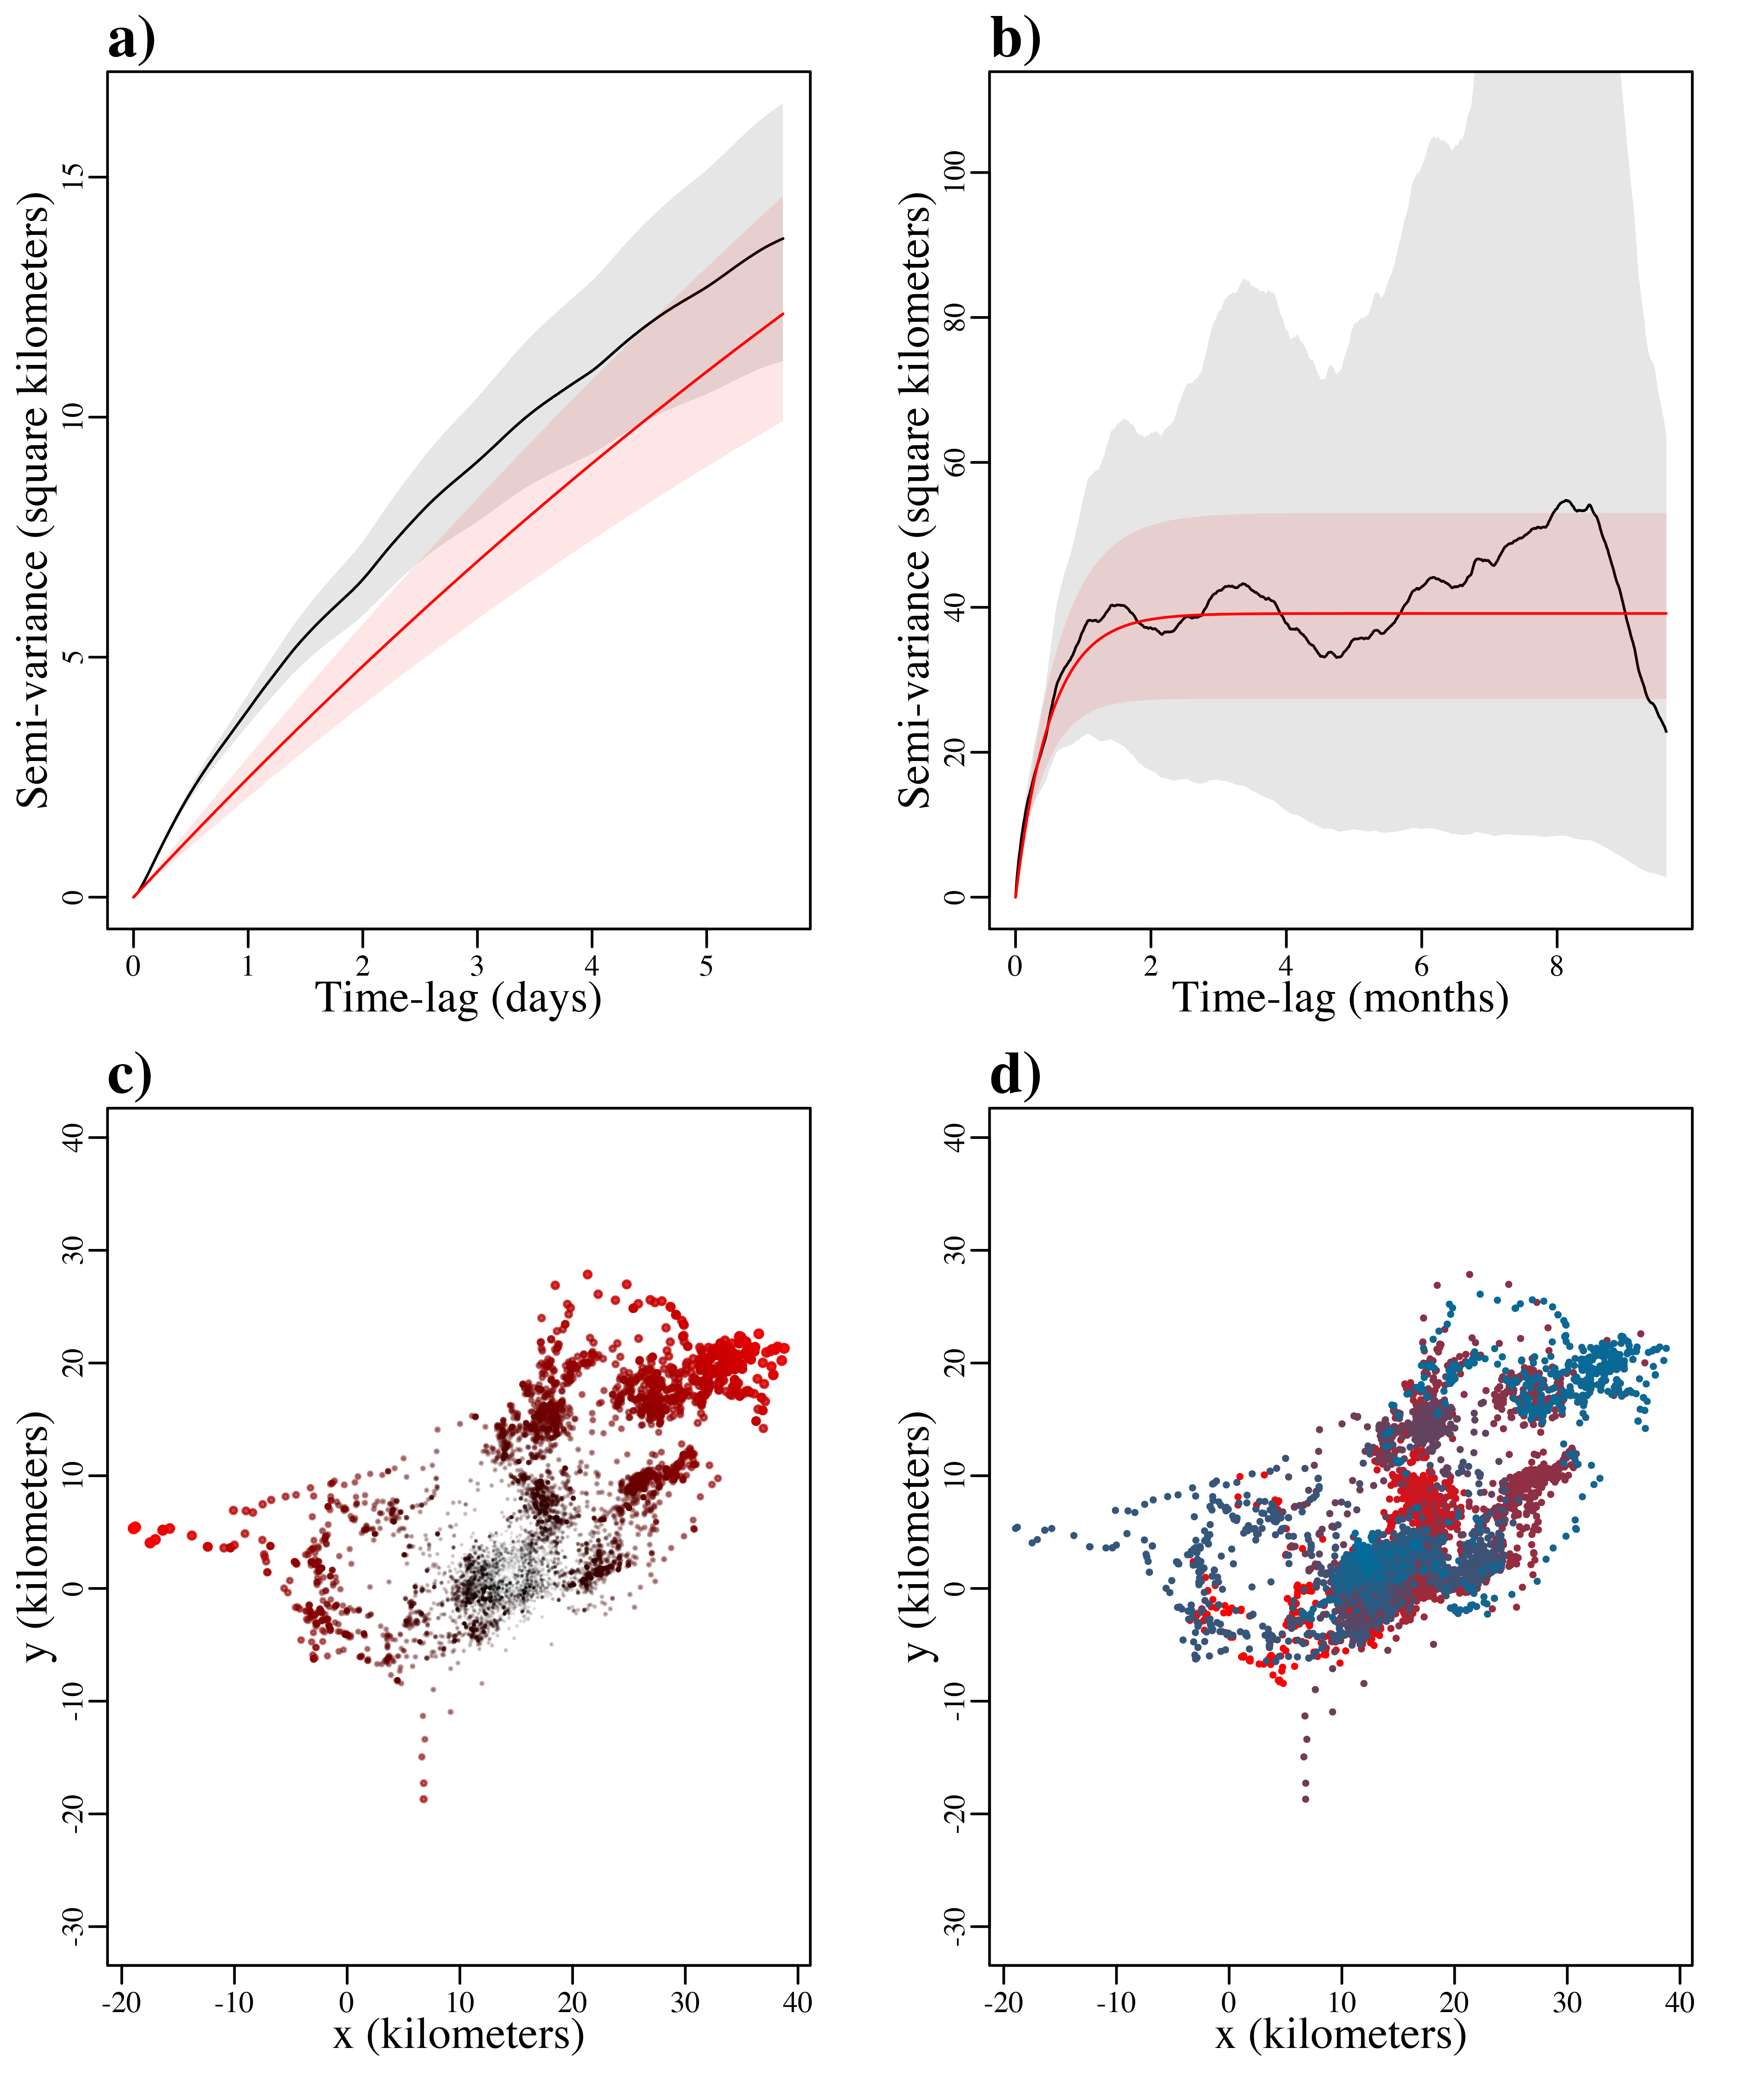 a)
Semi-variance (square kilometers)
15
10
5
0
0 1 2 3 4 5
Time-lag (days)
b)
Semi-variance (square kilometers)
100
80
60
40
20
0
0 2 4 6 8
Time-lag (months)
c)
y (kilometers)
40
30
20
10
0
-10
-20
-30
-20 -10 0 10 20 30 40
x (kilometers)
d)
y (kilometers)
40
30
20
10
0
-10
-20
-30
-20 -10 0 10 20 30 40
x (kilometers)